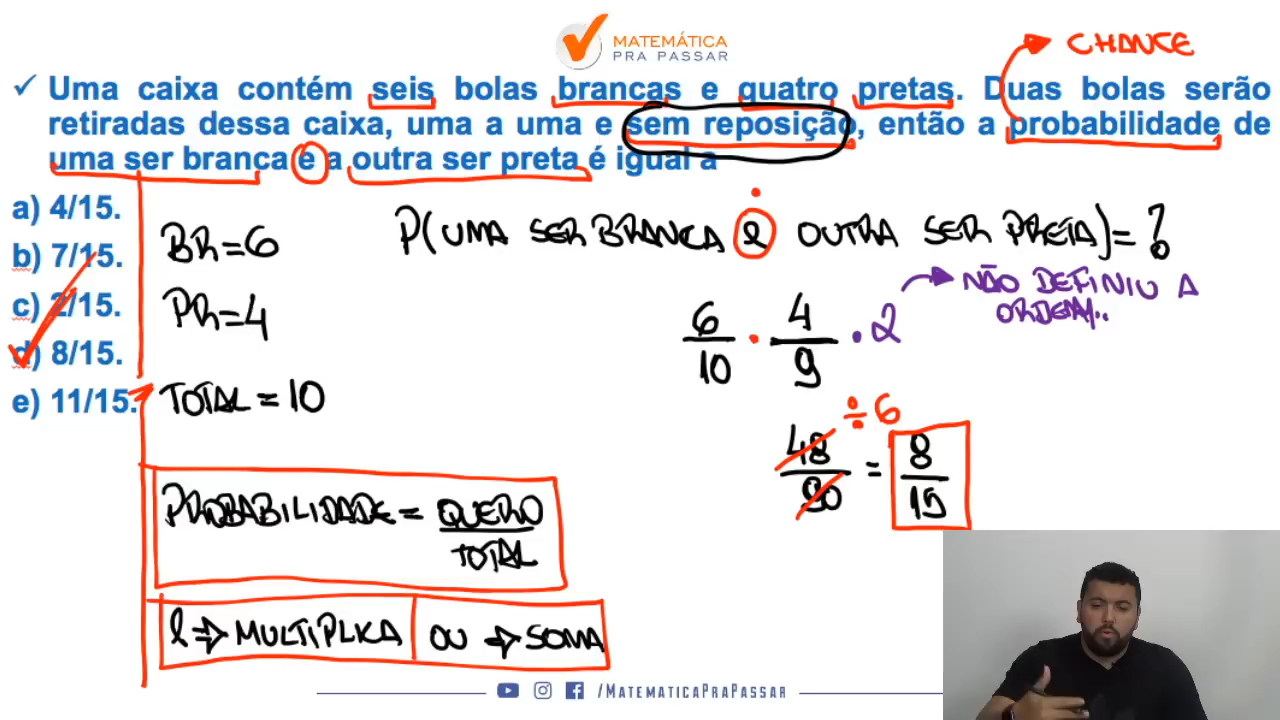 MATEMÁTICA
PRA PASSAR
CHANCE
✓ Uma caixa contém seis bolas brancas e quatro pretas. Duas bolas serão
retiradas dessa caixa, uma a uma e sem reposição, então a probabilidade de
uma ser branca e a outra ser preta é igual a
a) 4/15.
b) 7/15.
c) 2/15.
d) 8/15.
e) 11/15.
BR=6
PR=4
TOTAL = 10
P(UMA SER BRANCA e OUTRA SER PRETA)= ?
NÃO DEFINIU A
ORDEM..
6/10 . 4/9 . 2
÷6
48/90 = 8/15
PROBABILIDADE = QUERO/TOTAL
e => MULTIPLICA
OU => SOMA
/MATEMATICAPRAPASSAR